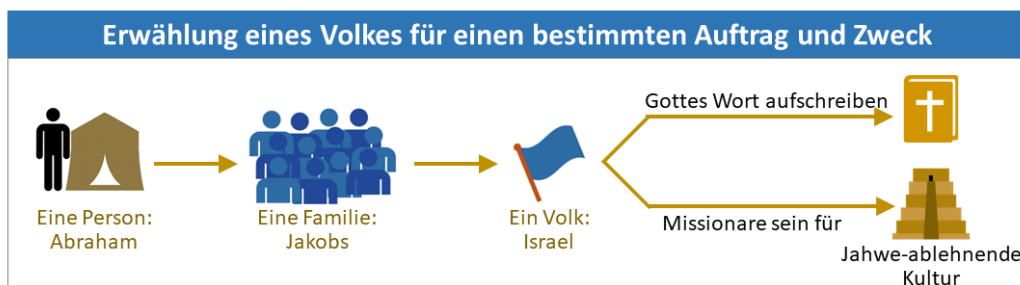 Erwählung eines Volkes für einen bestimmten Auftrag und Zweck
Gottes Wort aufschreiben
Eine Person:
Abraham
Eine Familie:
Jakobs
Ein Volk:
Israel
Missionare sein für
Jahwe-ablehnende
Kultur